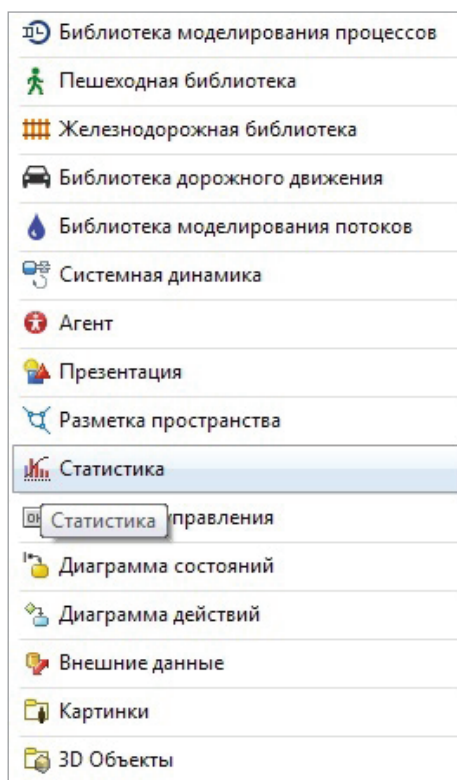 Библиотека моделирования процессов
Пешеходная библиотека
Железнодорожная библиотека
Библиотека дорожного движения
Библиотека моделирования потоков
Системная динамика
Агент
Презентация
Разметка пространства
Статистика
Статистика правления
Диаграмма состояний
Диаграмма действий
Внешние данные
Картинки
3D Объекты